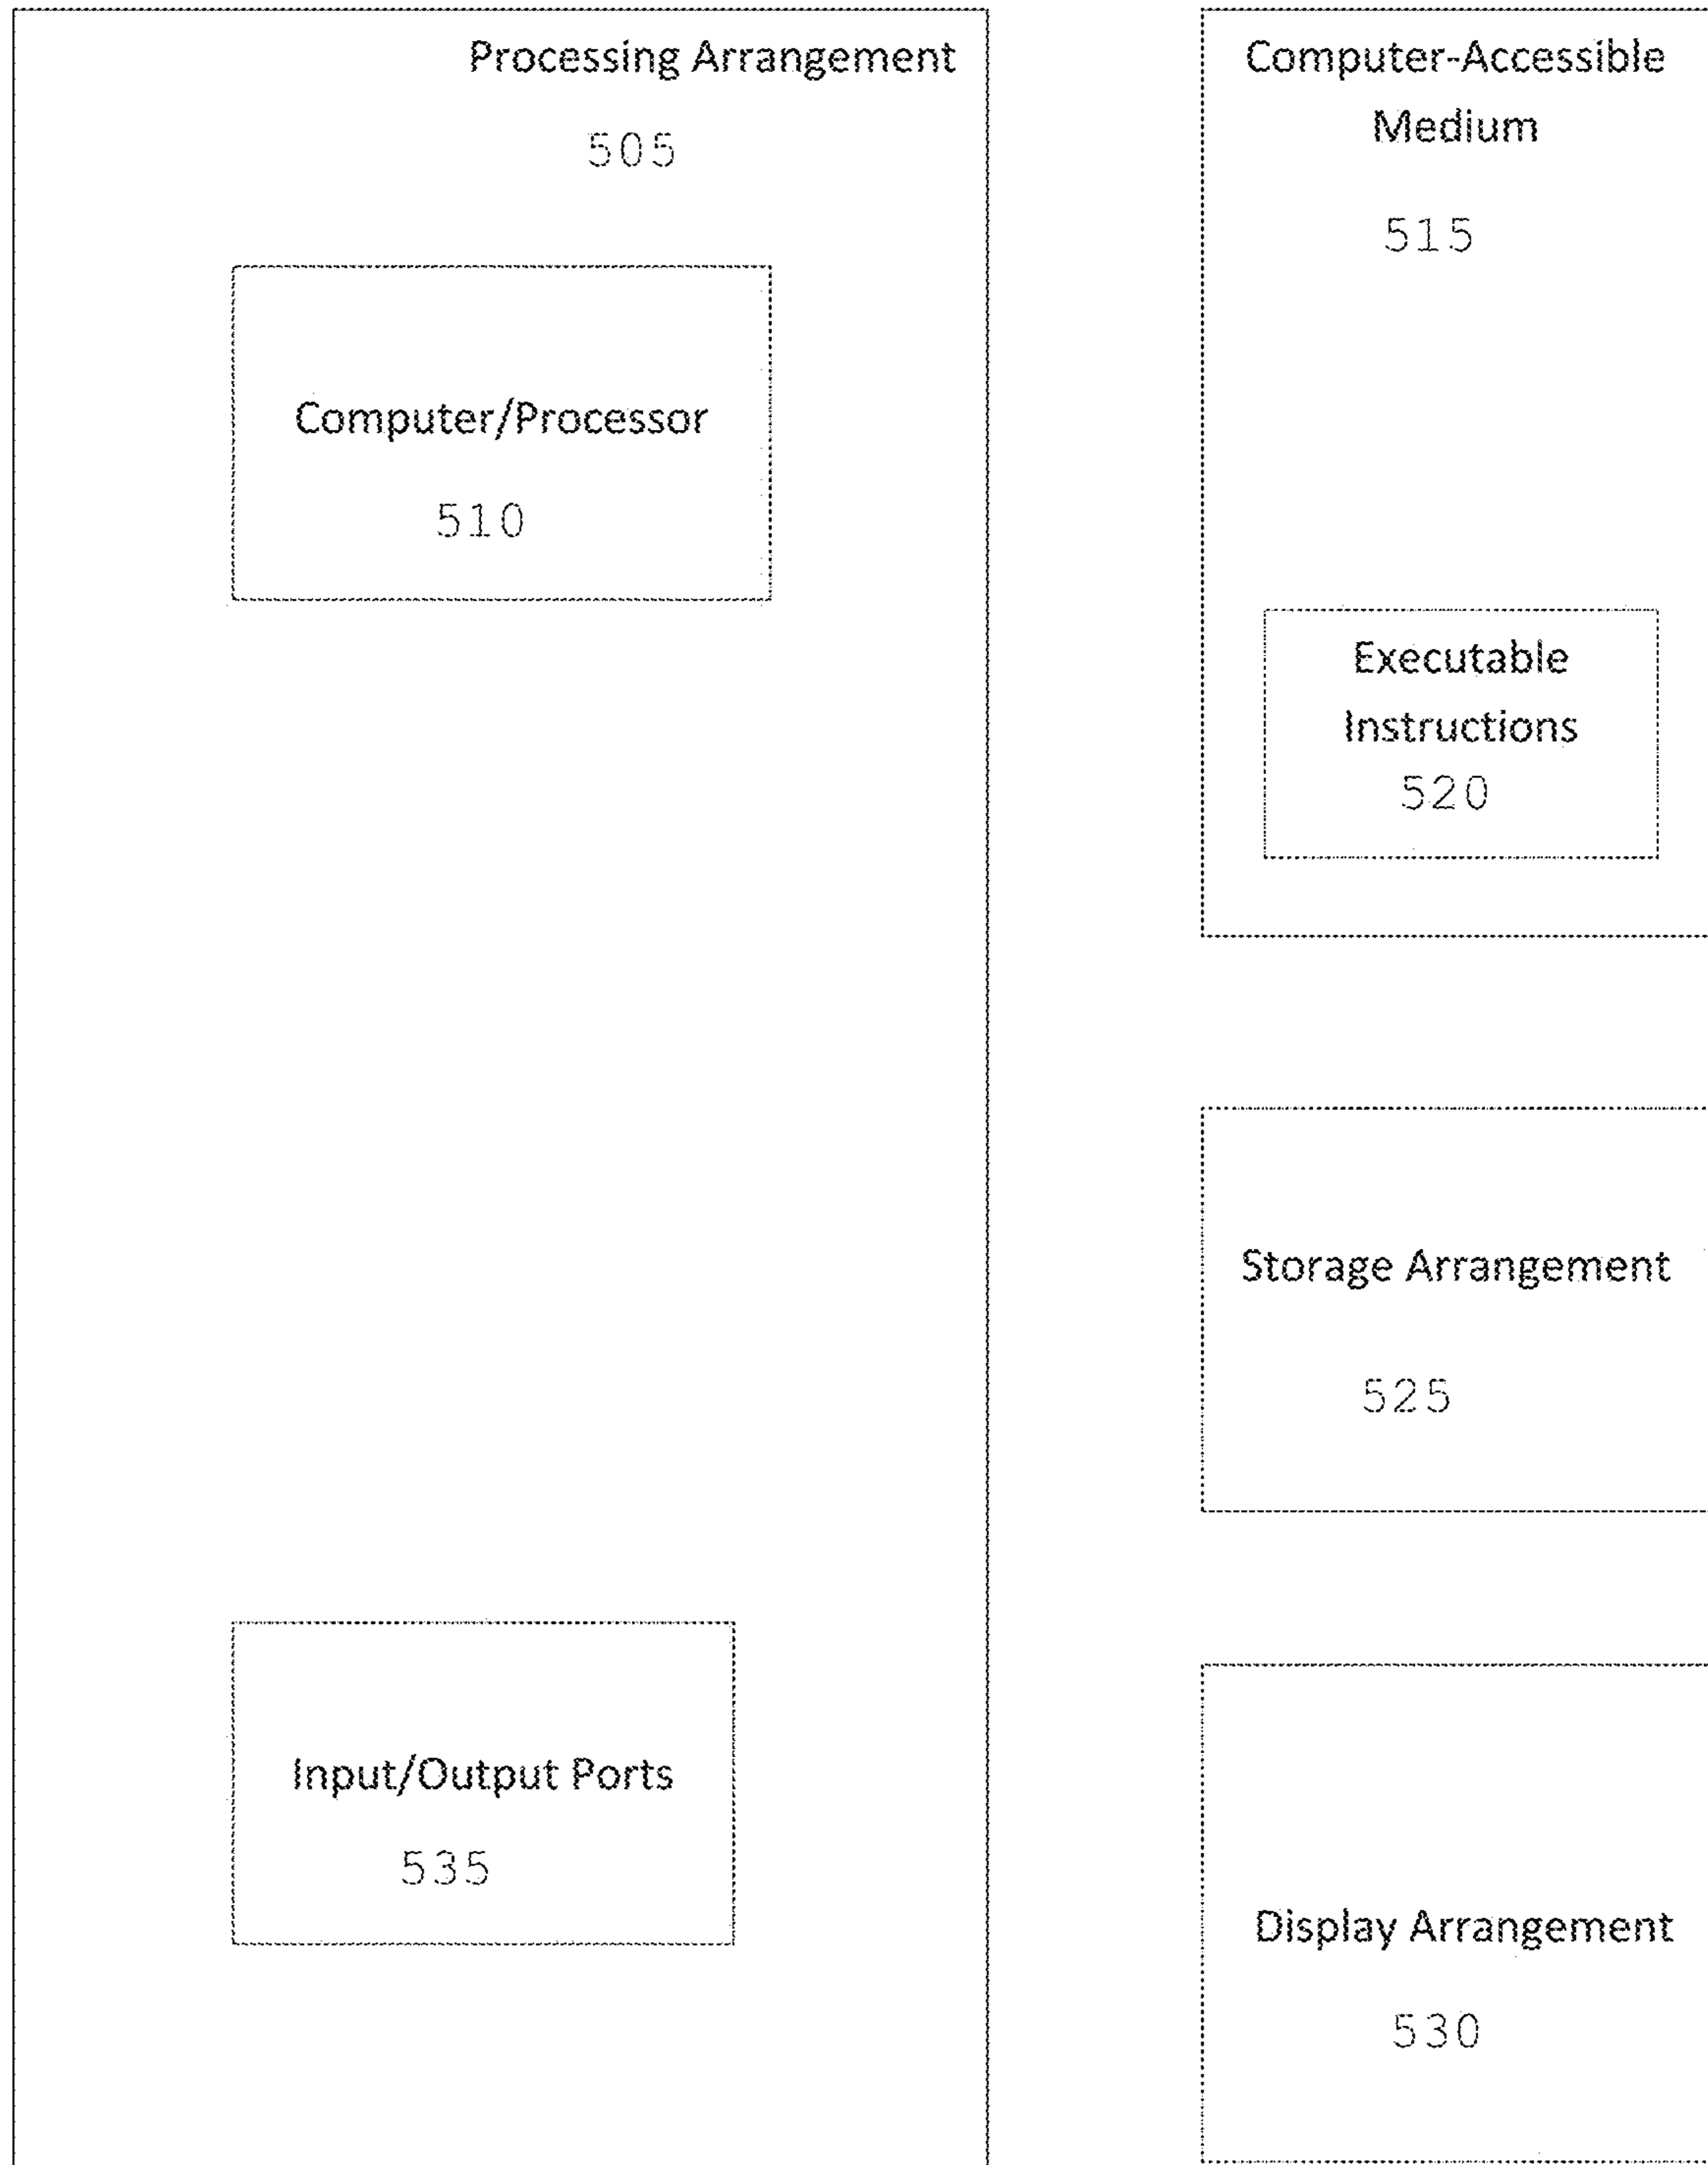 Processing Arrangement
505
Computer/Processor
510
Input/Output Ports
535
Computer-Accessible
Medium
515
Executable
Instructions
520
Storage Arrangement
525
Display Arrangement
530